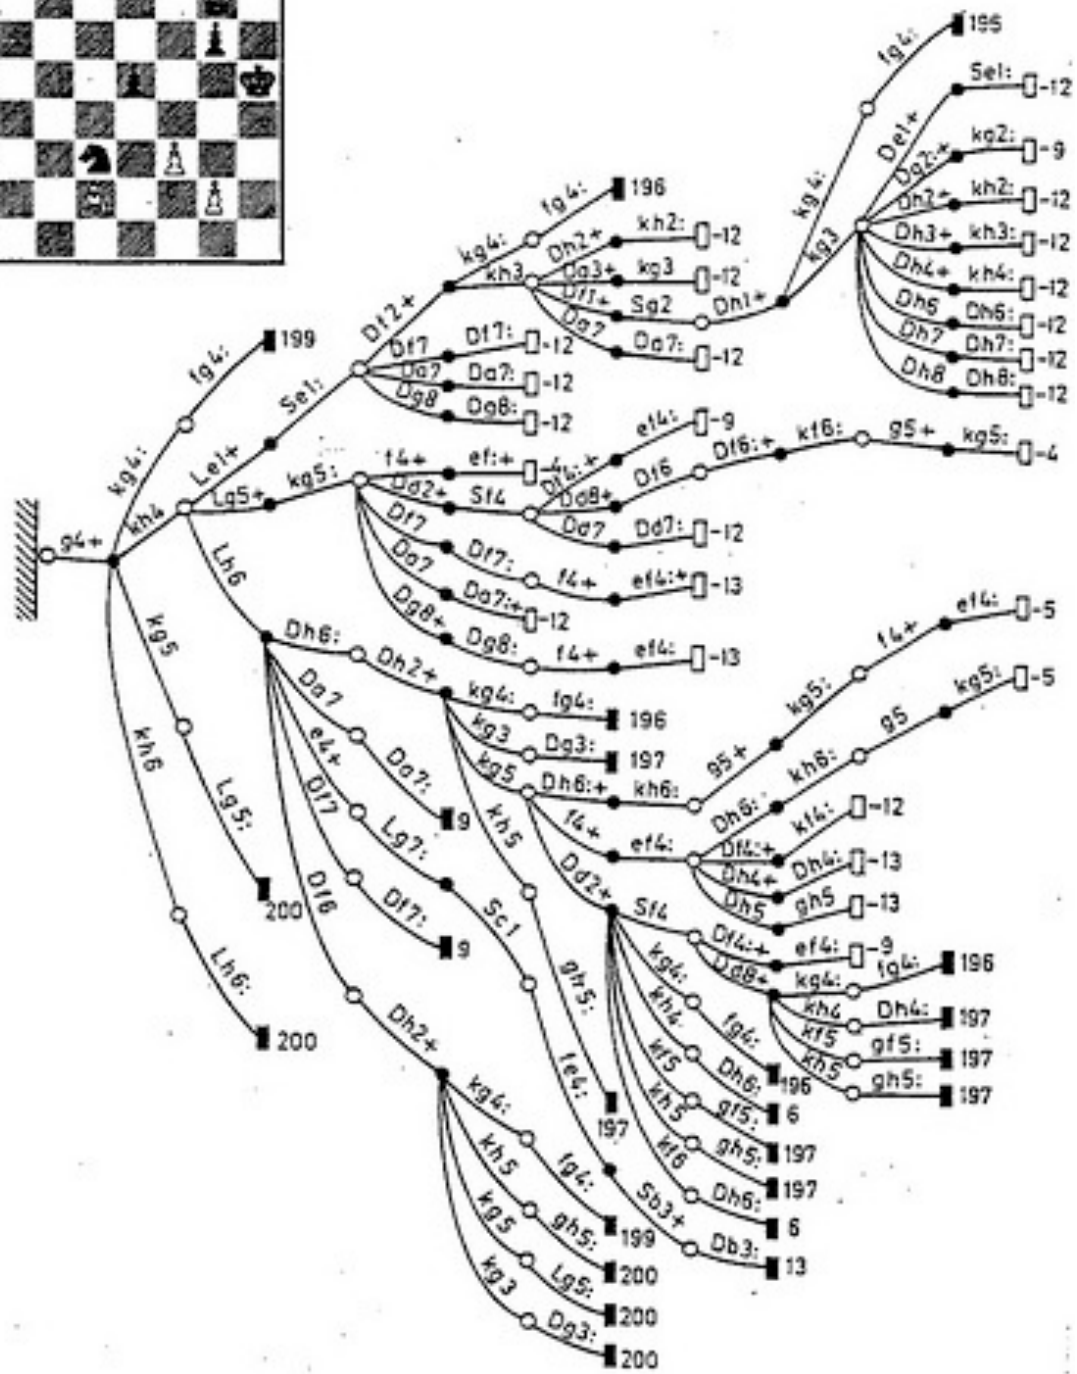 fg4: 195
Se1: -12
De1+
kg4:
Dg2:+ kg2: -9
fg4: 196
Dh2+ kh2: -12
kg4: Dh2+ kh2: -12
kh3 Da3+ kg3 -12
kg3 Dh3+ kh3: -12
Df2+
Df1+ Sg2 Dh1+
Dh4+ kh4: -12
Da7 Da7: -12
Dh6 Dh6: -12
fg4: 199
Df7 Df7: -12
Dh7 Dh7: -12
Se1:
Da7 Da7: -12
Dh8 Dh8: -12
Dg8 Dg8: -12
kg4:
Le1+
ef4: -9
f4+ ef:+ -4
Df4:+
Df6 Df6:+ kf6: g5+ kg5: -4
Lg5+ kg5:
Dd2+ Sf4 Dd8+
kh4
Df7 Da7 Dd7: -12
g4+
Df7: f4+ ef4:+ -13
Lh6
Da7 Da7:+ -12
Dg8+ Dg8: f4+ ef4: -13
f4+ ef4: -5
kg5
Dh6: Dh2+
kg5:
kg5: -5
kg4: fg4: 196
g5
kg3 Dg3: 197
g5+
kh6
Da7
kg5 Dh6:+ kh6:
kh6:
e4+
Da7: 9
Dh6: kf4: -12
Df7
f4+ ef4: Df4:+
Lg5: 200
Lg7:
kh5
Dh4+ Dh4: -13
Df6
Dd2+
Dh5 gh5 -13
Df7: 9
Sc1
Sf4 Df4:+ ef4: -9
Dd8+ kg4: fg4: 196
Lh6: 200
gh5: 197
kg4: fg4: 196
kh4 Dh4: 197
kh4 Dh6: 6
kf5 gf5: 197
Dh2+
kf5 gf5: 197
kh5 gh5: 197
fe4:
kh5 gh5: 197
kf6 Dh6: 6
kg4: fg4: 199
Sb3+ Db3: 13
kh5 gh5: 200
kg5 Lg5: 200
kg3 Dg3: 200